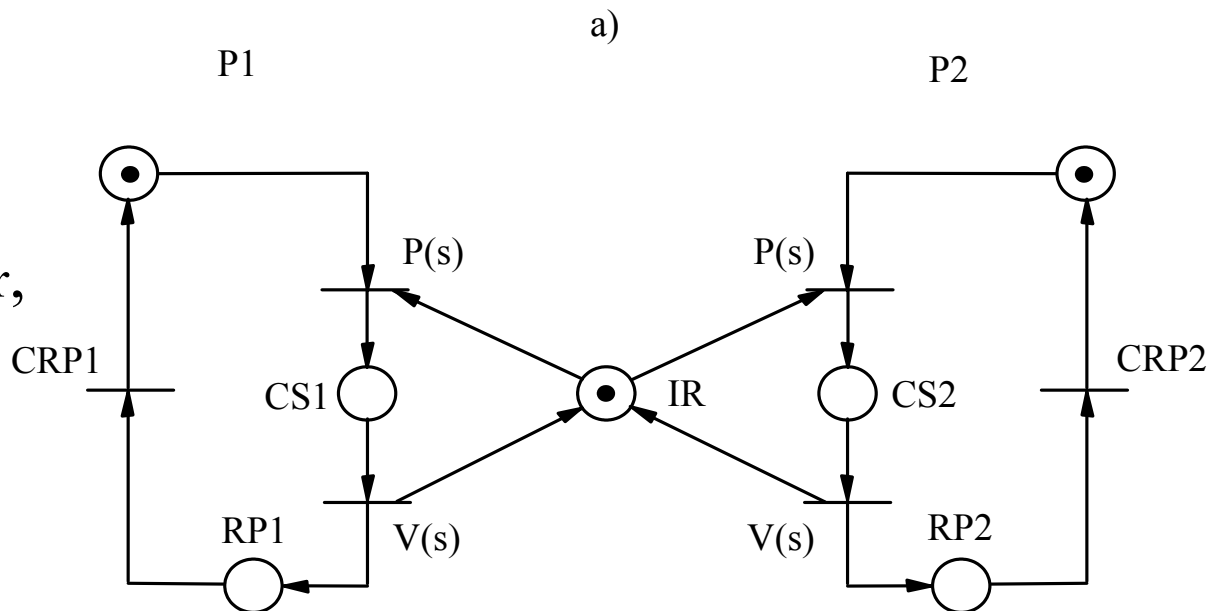 a)
P1
P2
P(s)
P(s)
r,
CRP1
CRP2
CS1
IR
CS2
RP1
V(s)
V(s)
RP2